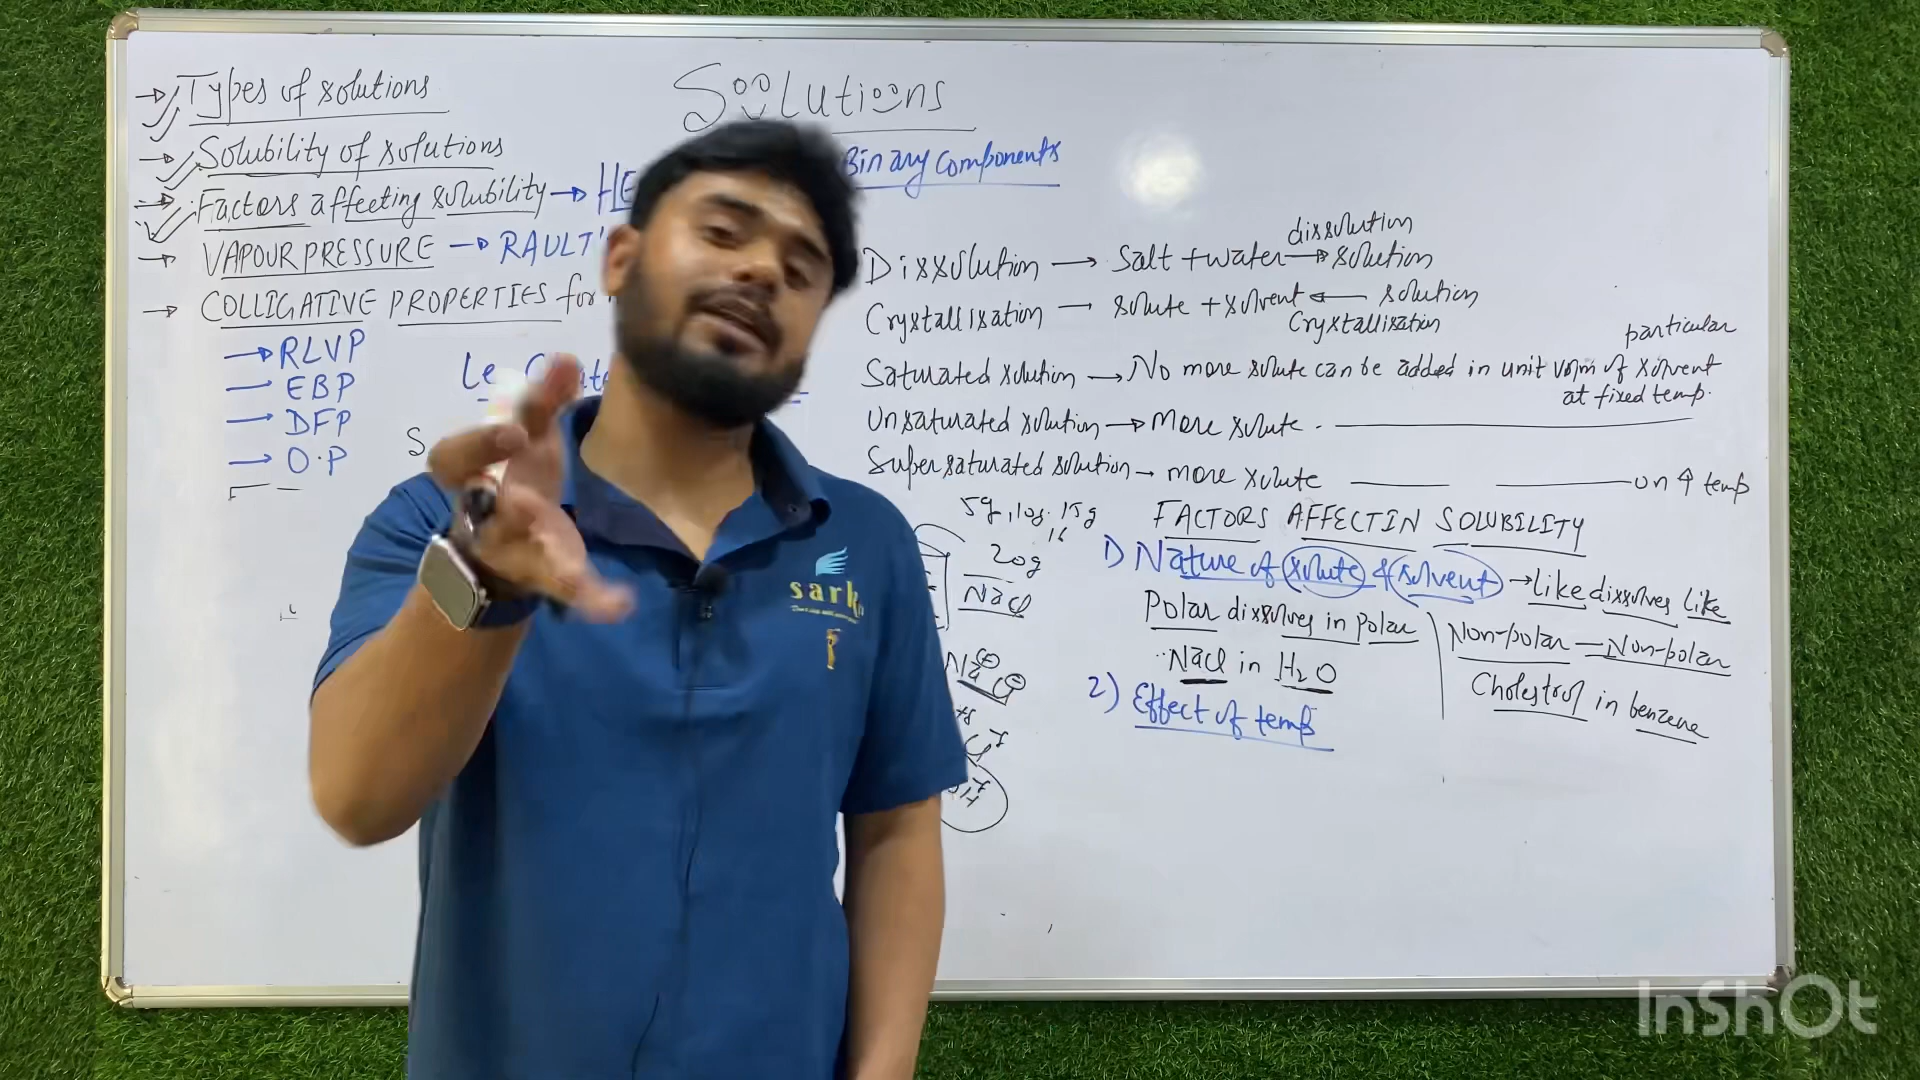 Solutions
Binary Components
→ Types of solutions
→ Solubility of solutions
→ Factors affecting solubility → HE
→ VAPOUR PRESSURE → RAULT'
→ COLLIGATIVE PROPERTIES for
→ RLVP
→ EBP
→ DFP
→ O.P
Le
S
dissolution
Dissolution → Salt + water → solution
Crystallisation → solute + solvent ← solution
Crystallisation
particular
Saturated solution → No more solute can be added in unit volm of solvent
at fixed temp.
Unsaturated solution → More solute.
Supersaturated solution → more solute on ↑ temp
5g, 10g. 15g
16
20g
NaCl
FACTORS AFFECTIN SOLUBILITY
1) Nature of solute & solvent → Like dissolves like
Polar dissolves in polar
NaCl in H2O
Non-polar — Non-polar
Cholestrol in benzene
2) Effect of temp
sark
InShOt